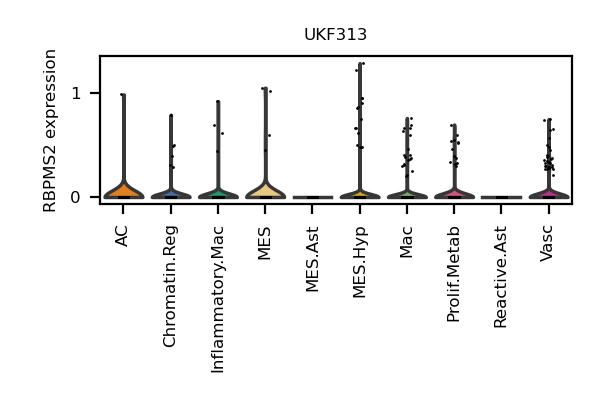 UKF313
RBPMS2 expression
1
0
AC
Chromatin.Reg
Inflammatory.Mac
MES
MES.Ast
MES.Hyp
Mac
Prolif.Metab
Reactive.Ast
Vasc